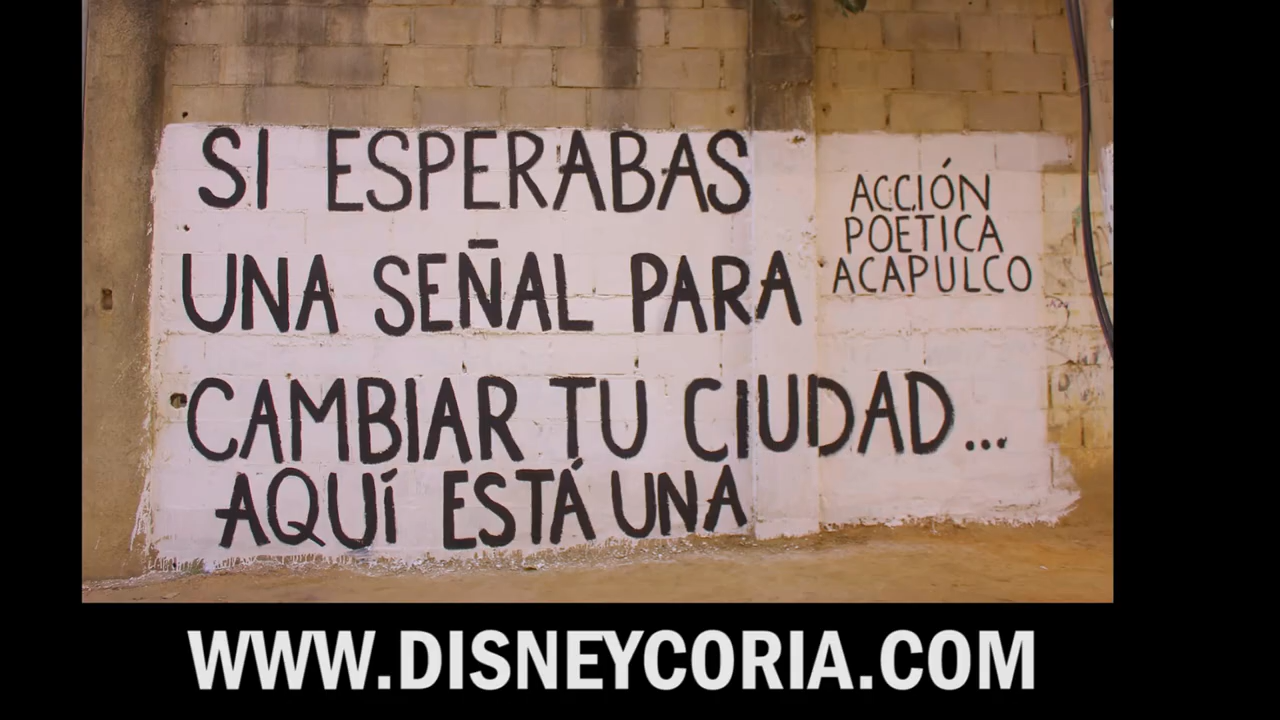 SI ESPERABAS
UNA SEÑAL PARA
CAMBIAR TU CIUDAD...
AQUÍ ESTÁ UNA
ACCIÓN
POETICA
ACAPULCO
WWW.DISNEYCORIA.COM